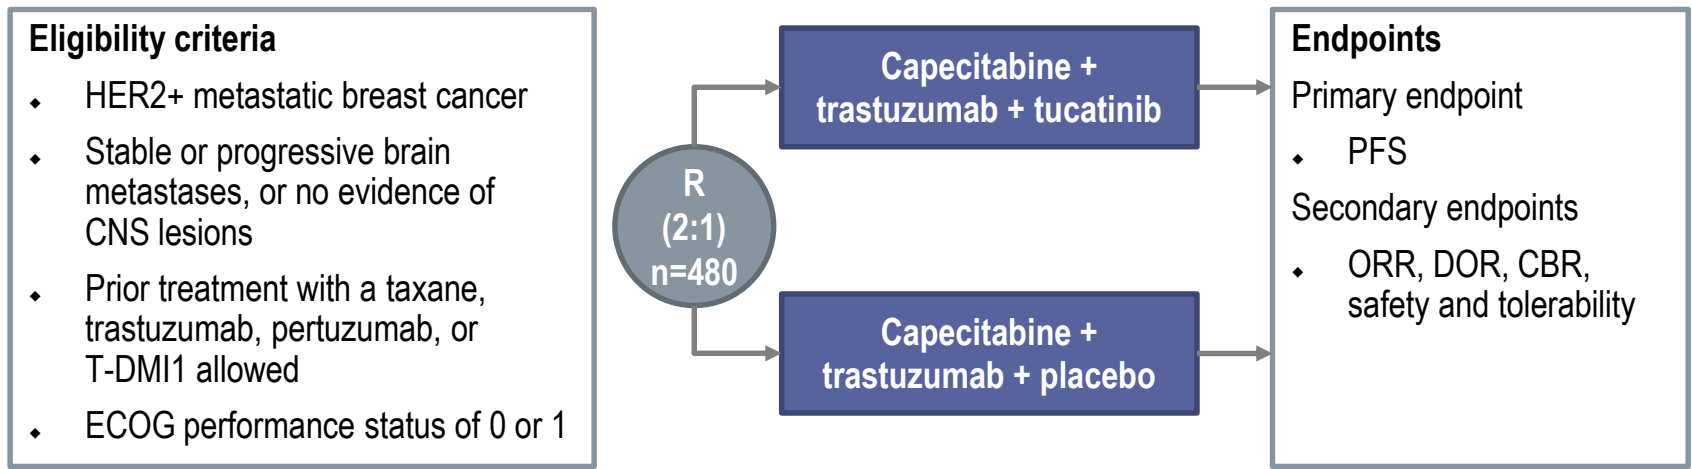 Eligibility criteria
HER2+ metastatic breast cancer
Stable or progressive brain
metastases, or no evidence of
CNS lesions
Prior treatment with a taxane,
trastuzumab, pertuzumab, or
T-DMI1 allowed
ECOG performance status of 0 or 1
R
(2:1)
n=480
Capecitabine +
trastuzumab + tucatinib
Capecitabine +
trastuzumab + placebo
Endpoints
Primary endpoint
PFS
Secondary endpoints
ORR, DOR, CBR,
safety and tolerability